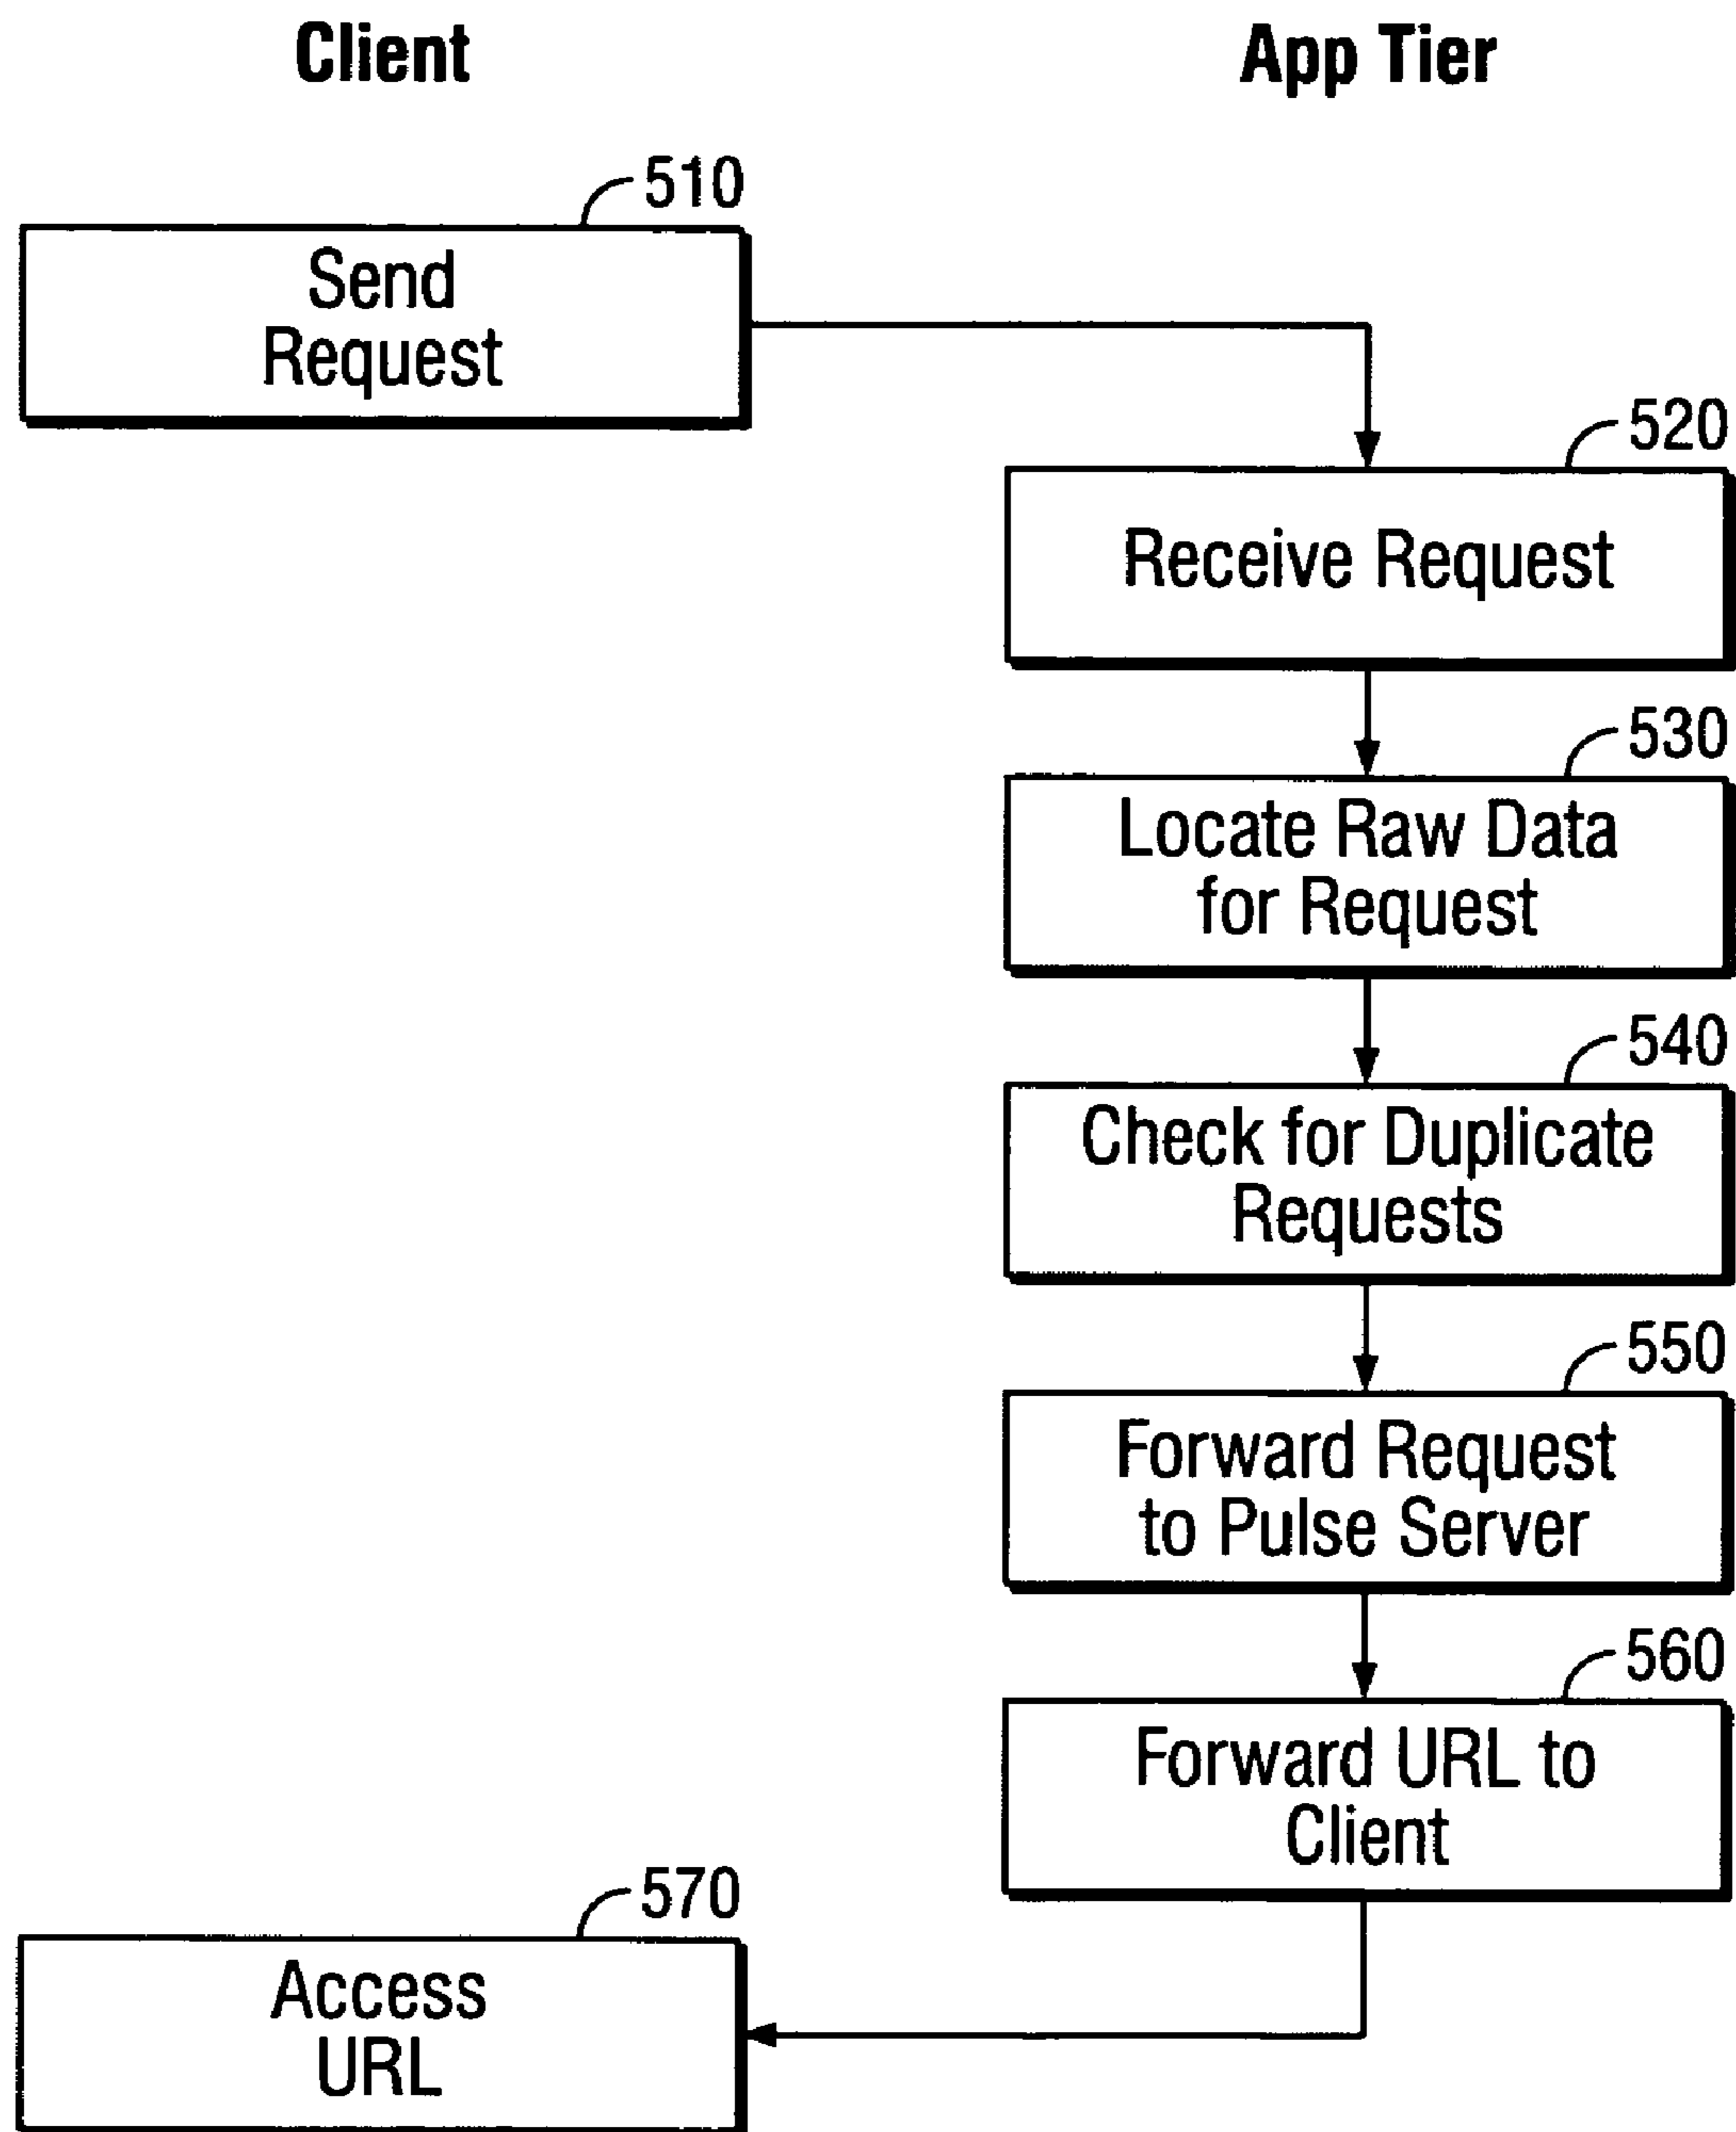 Client
App Tier
510
Send
Request
520
Receive Request
530
Locate Raw Data
for Request
540
Check for Duplicate
Requests
550
Forward Request
to Pulse Server
560
Forward URL to
Client
570
Access
URL